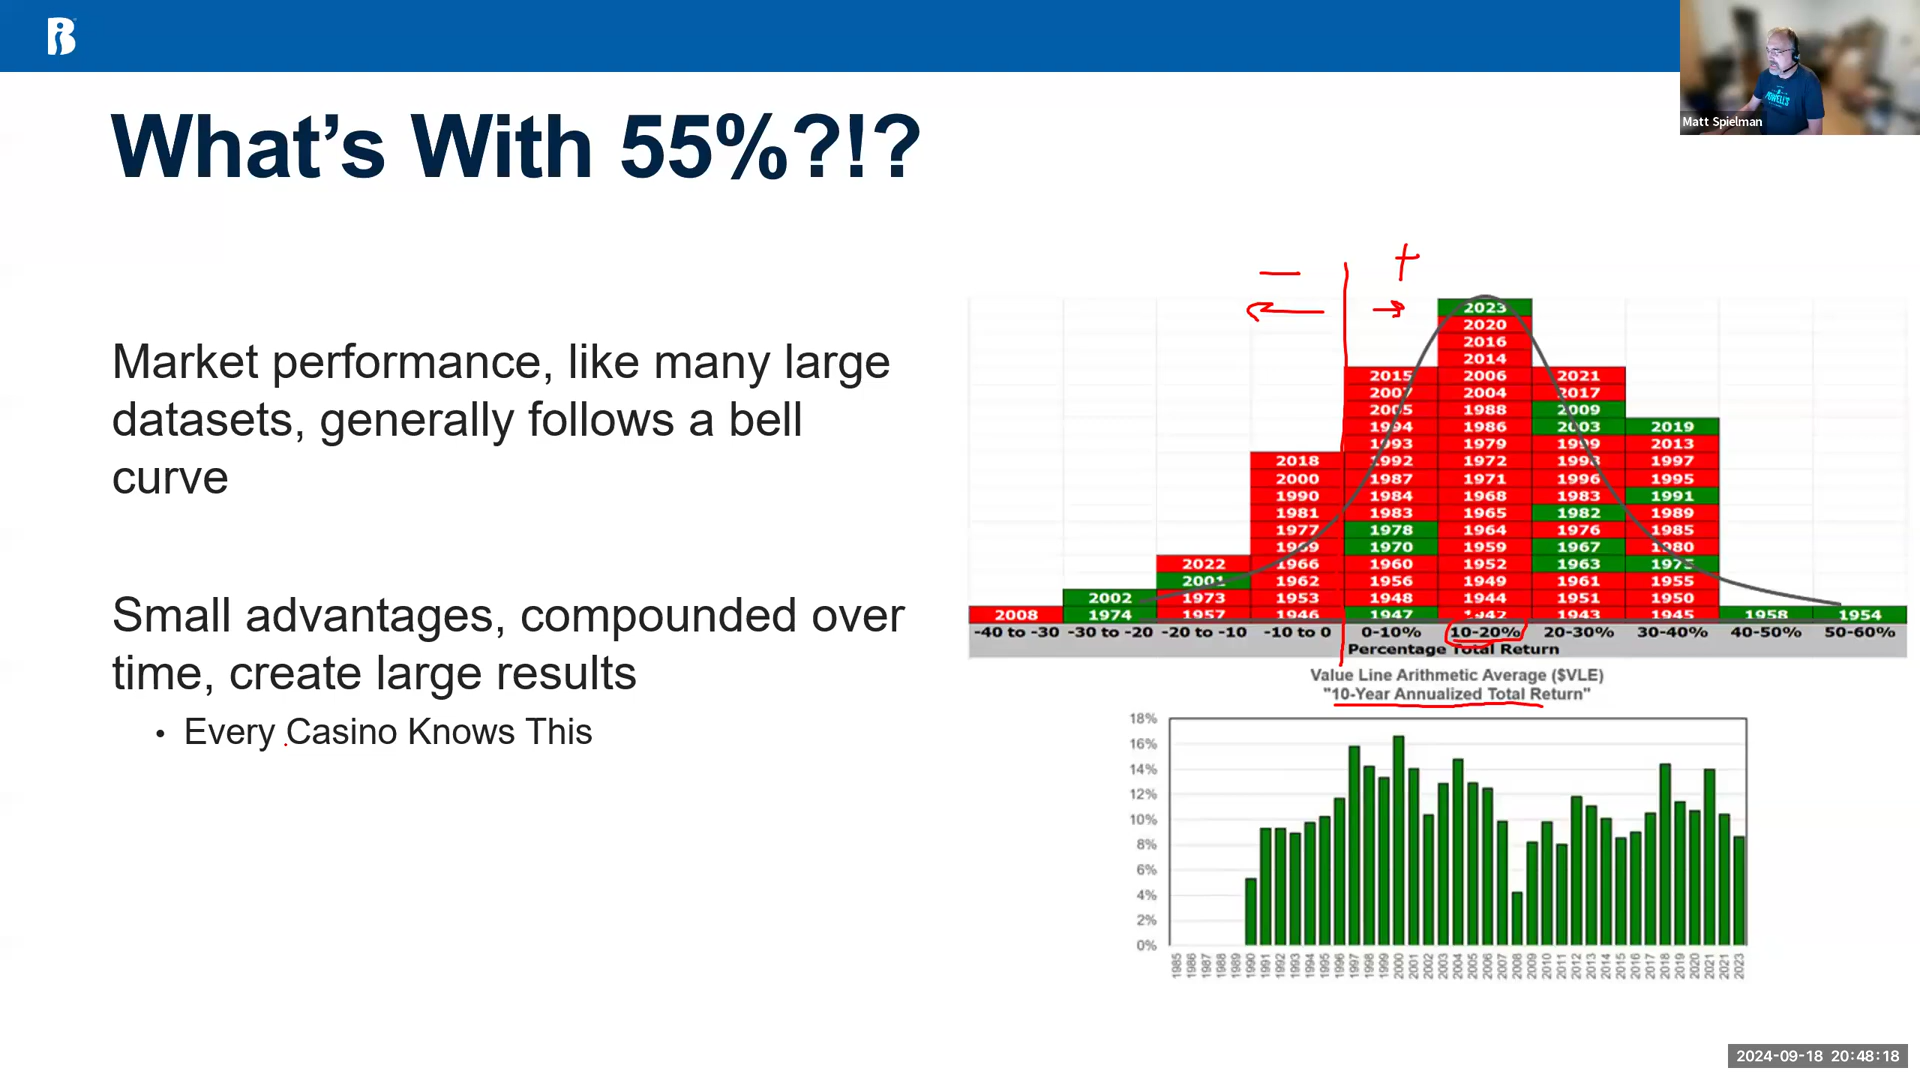 What's With 55%?!?
Matt Spielman
POWELL'S
Market performance, like many large
datasets, generally follows a bell
curve
Small advantages, compounded over
time, create large results
• Every Casino Knows This
− +
2023
2020
2016
2014
2015 2006 2021
2007 2004 2017
2005 1988 2009
1994 1986 2003 2019
1993 1979 1999 2013
2018 1992 1972 1998 1997
2000 1987 1971 1996 1995
1990 1984 1968 1983 1991
1981 1983 1965 1982 1989
1977 1978 1964 1976 1985
1969 1970 1959 1967 1980
2022 1966 1960 1952 1963 1975
2001 1962 1956 1949 1961 1955
2002 1973 1953 1948 1944 1951 1950
2008 1974 1957 1946 1947 1942 1943 1945 1958 1954
-40 to -30 -30 to -20 -20 to -10 -10 to 0 0-10% 10-20% 20-30% 30-40% 40-50% 50-60%
Percentage Total Return
Value Line Arithmetic Average ($VLE)
"10-Year Annualized Total Return"
18%
16%
14%
12%
10%
8%
6%
4%
2%
0%
1985 1986 1987 1988 1989 1990 1991 1992 1993 1994 1995 1996 1997 1998 1999 2000 2001 2002 2003 2004 2005 2006 2007 2008 2009 2010 2011 2012 2013 2014 2015 2016 2017 2018 2019 2020 2021 2021 2023
2024-09-18 20:48:18